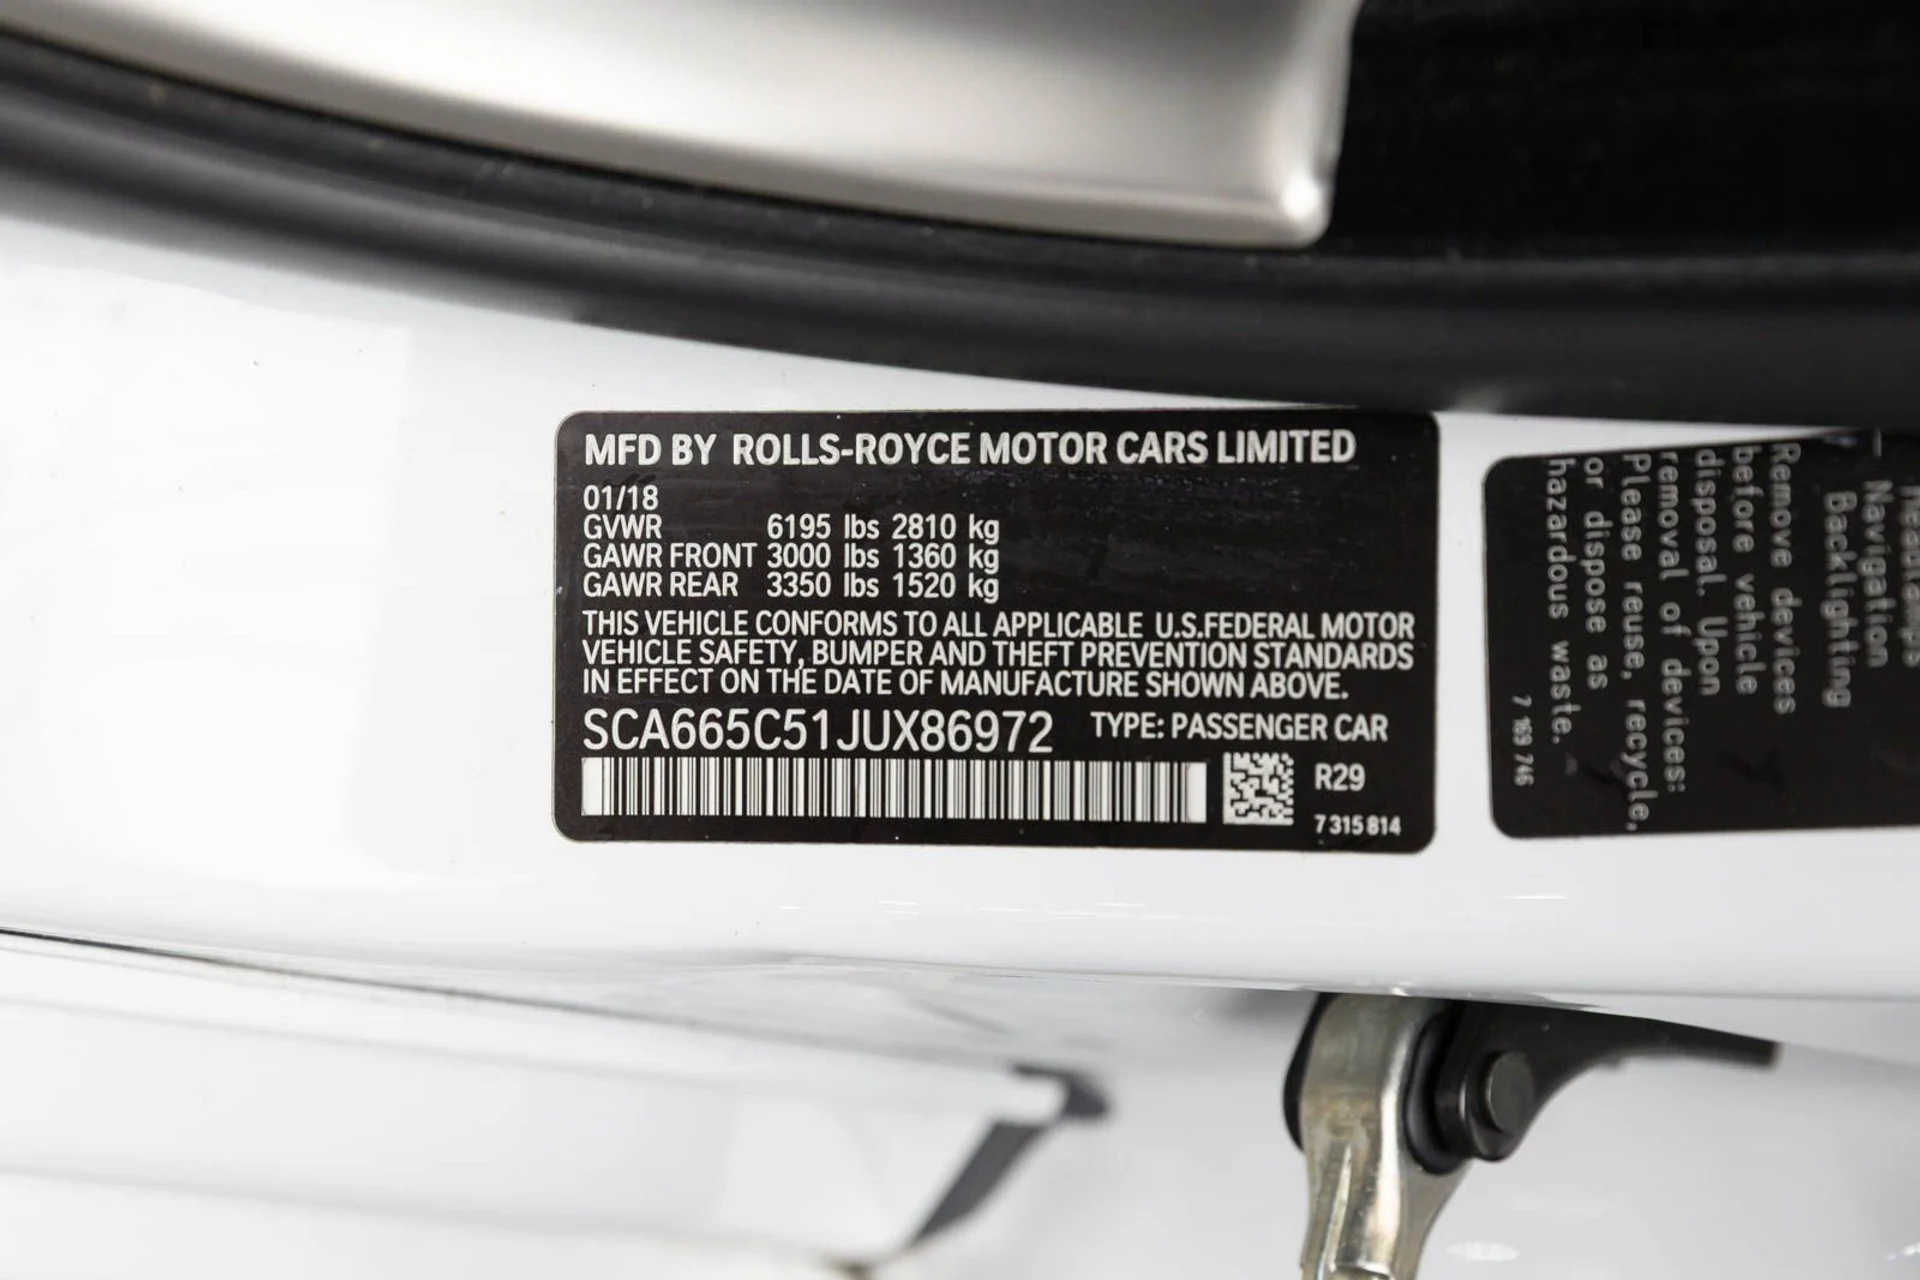 MFD BY ROLLS-ROYCE MOTOR CARS LIMITED
01/18
GVWR 6195 lbs 2810 kg
GAWR FRONT 3000 lbs 1360 kg
GAWR REAR 3350 lbs 1520 kg
THIS VEHICLE CONFORMS TO ALL APPLICABLE U.S.FEDERAL MOTOR
VEHICLE SAFETY, BUMPER AND THEFT PREVENTION STANDARDS
IN EFFECT ON THE DATE OF MANUFACTURE SHOWN ABOVE.
SCA665C51JUX86972 TYPE: PASSENGER CAR
R29
7 315 814
Navigation
Backlighting
Remove devices
before vehicle
disposal. Upon
removal of devices:
Please reuse, recycle,
or dispose as
hazardous waste.
7 169 746